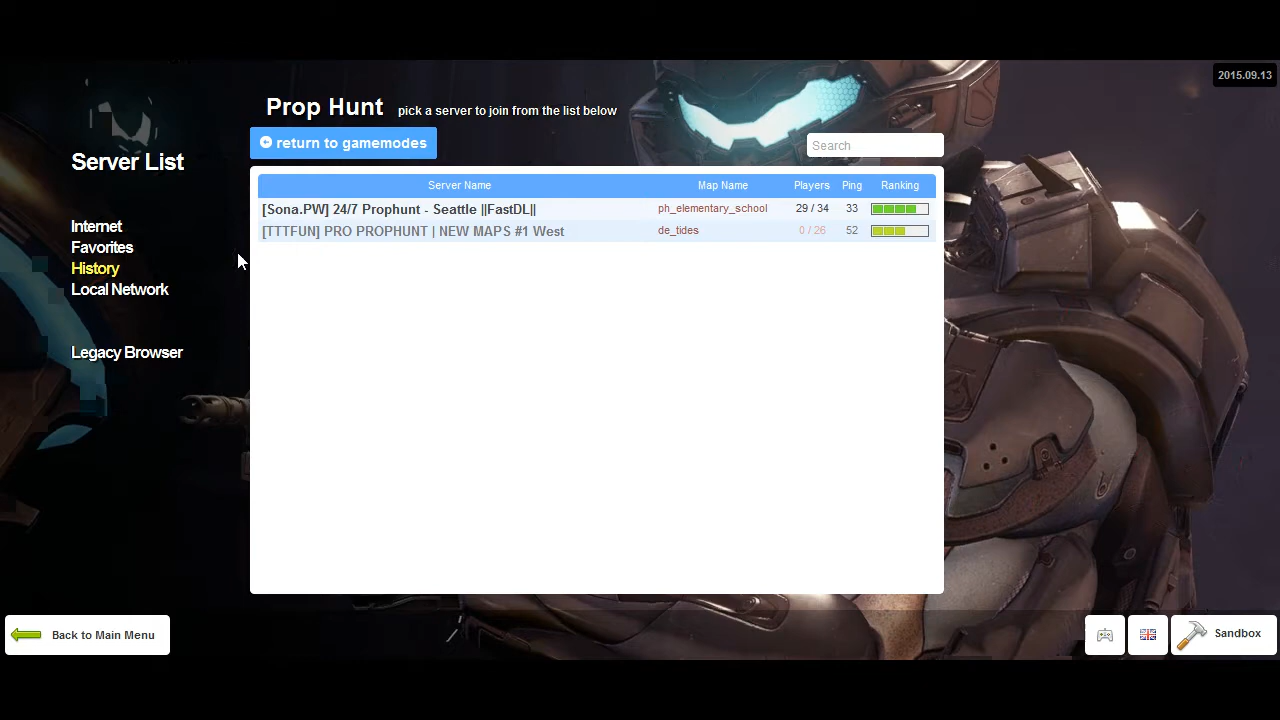 2015.09.13
Prop Hunt pick a server to join from the list below
return to gamemodes
Search
Server List
Internet
Favorites
History
Local Network
Legacy Browser
Server Name Map Name Players Ping Ranking
[Sona.PW] 24/7 Prophunt - Seattle ||FastDL|| ph_elementary_school 29 / 34 33
[TTTFUN] PRO PROPHUNT | NEW MAPS #1 West de_tides 0 / 26 52
Back to Main Menu
Sandbox